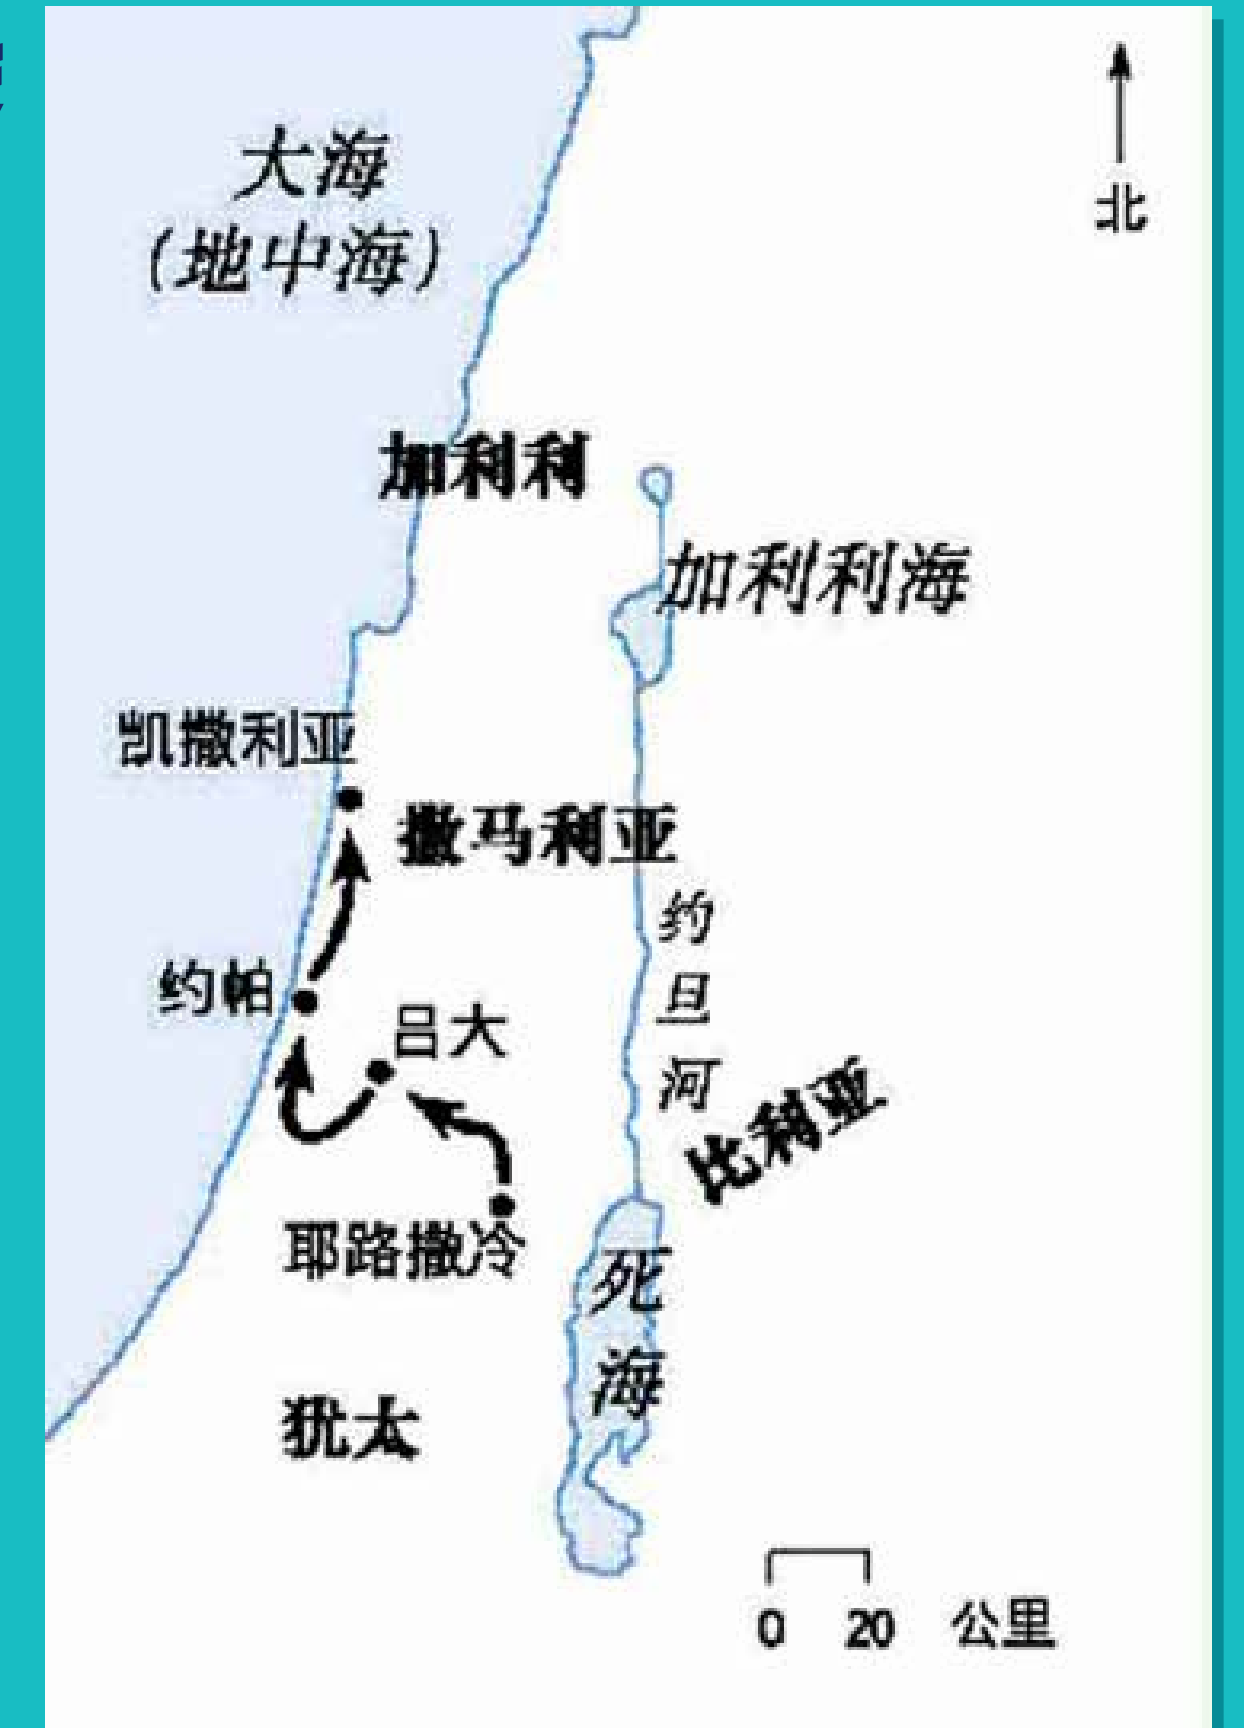 大海
(地中海)
北
加利利
加利利海
凯撒利亚
撒马利亚
约旦河
约帕
吕大
比利亚
耶路撒冷
死海
犹太
0 20 公里